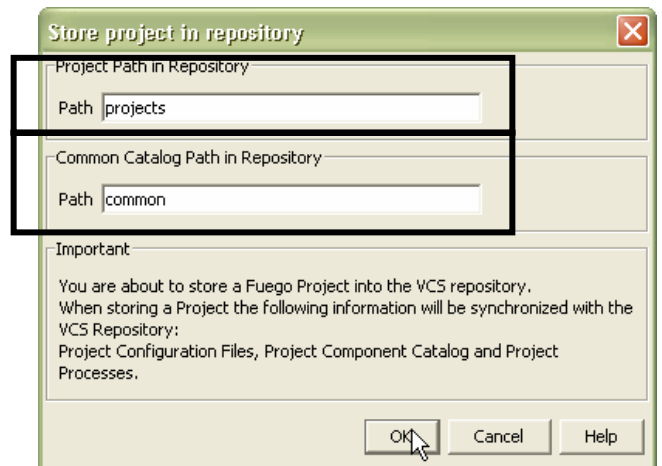 Store project in repository
Project Path in Repository
Path projects
Common Catalog Path in Repository
Path common
Important
You are about to store a Fuego Project into the VCS repository.
When storing a Project the following information will be synchronized with the
VCS Repository:
Project Configuration Files, Project Component Catalog and Project
Processes.
OK Cancel Help